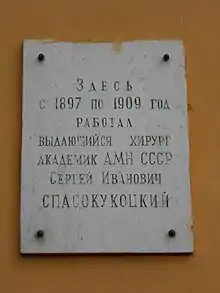 Здесь
с 1897 по 1909 год
работал
выдающийся хирург
академик АМН СССР
Сергей Иванович
СПАСОКУКОЦКИЙ